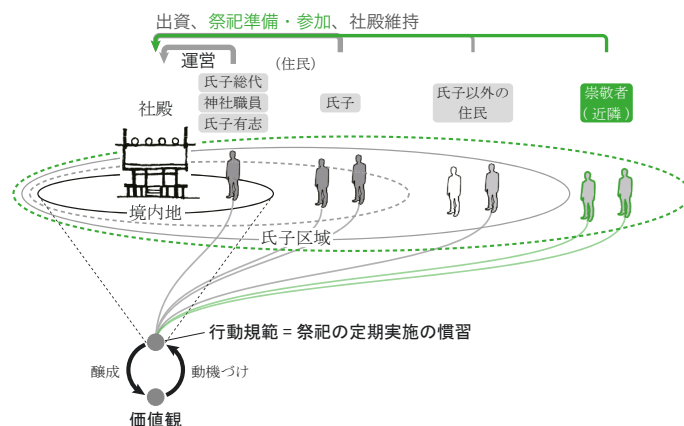 出資、祭祀準備・参加、社殿維持
運営
（住民）
社殿
氏子総代
神社職員
氏子有志
氏子
氏子以外の
住民
崇敬者
（近隣）
境内地
氏子区域
行動規範 = 祭祀の定期実施の慣習
醸成
動機づけ
価値観